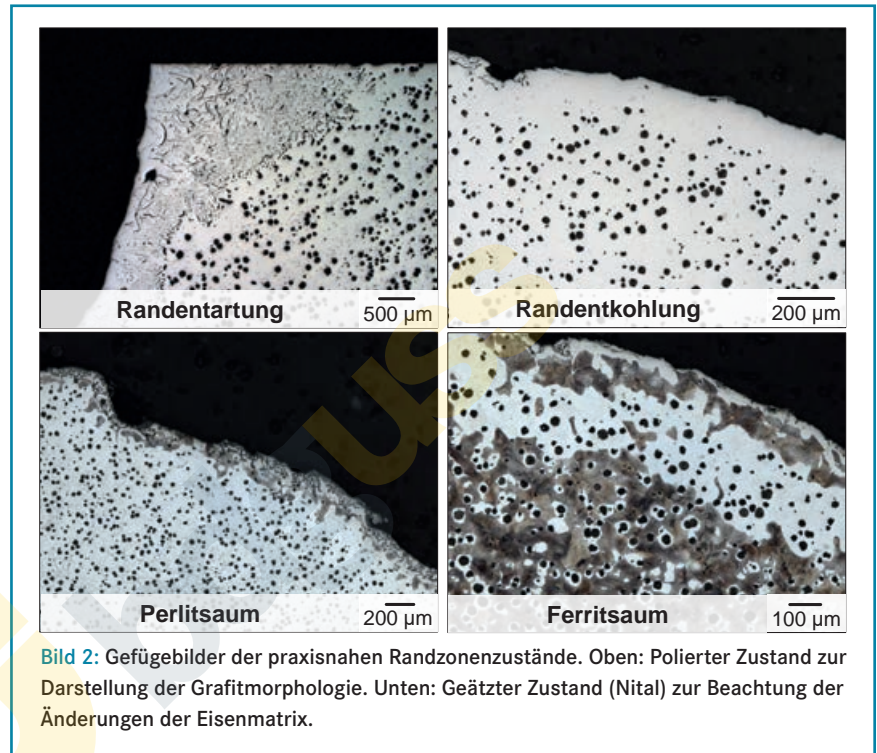 Randentartung 500 µm
Randentkohlung 200 µm
Perlitsaum 200 µm
Ferritsaum 100 µm
Bild 2: Gefügebilder der praxisnahen Randzonenzustände. Oben: Polierter Zustand zur
Darstellung der Grafitmorphologie. Unten: Geätzter Zustand (Nital) zur Beachtung der
Änderungen der Eisenmatrix.